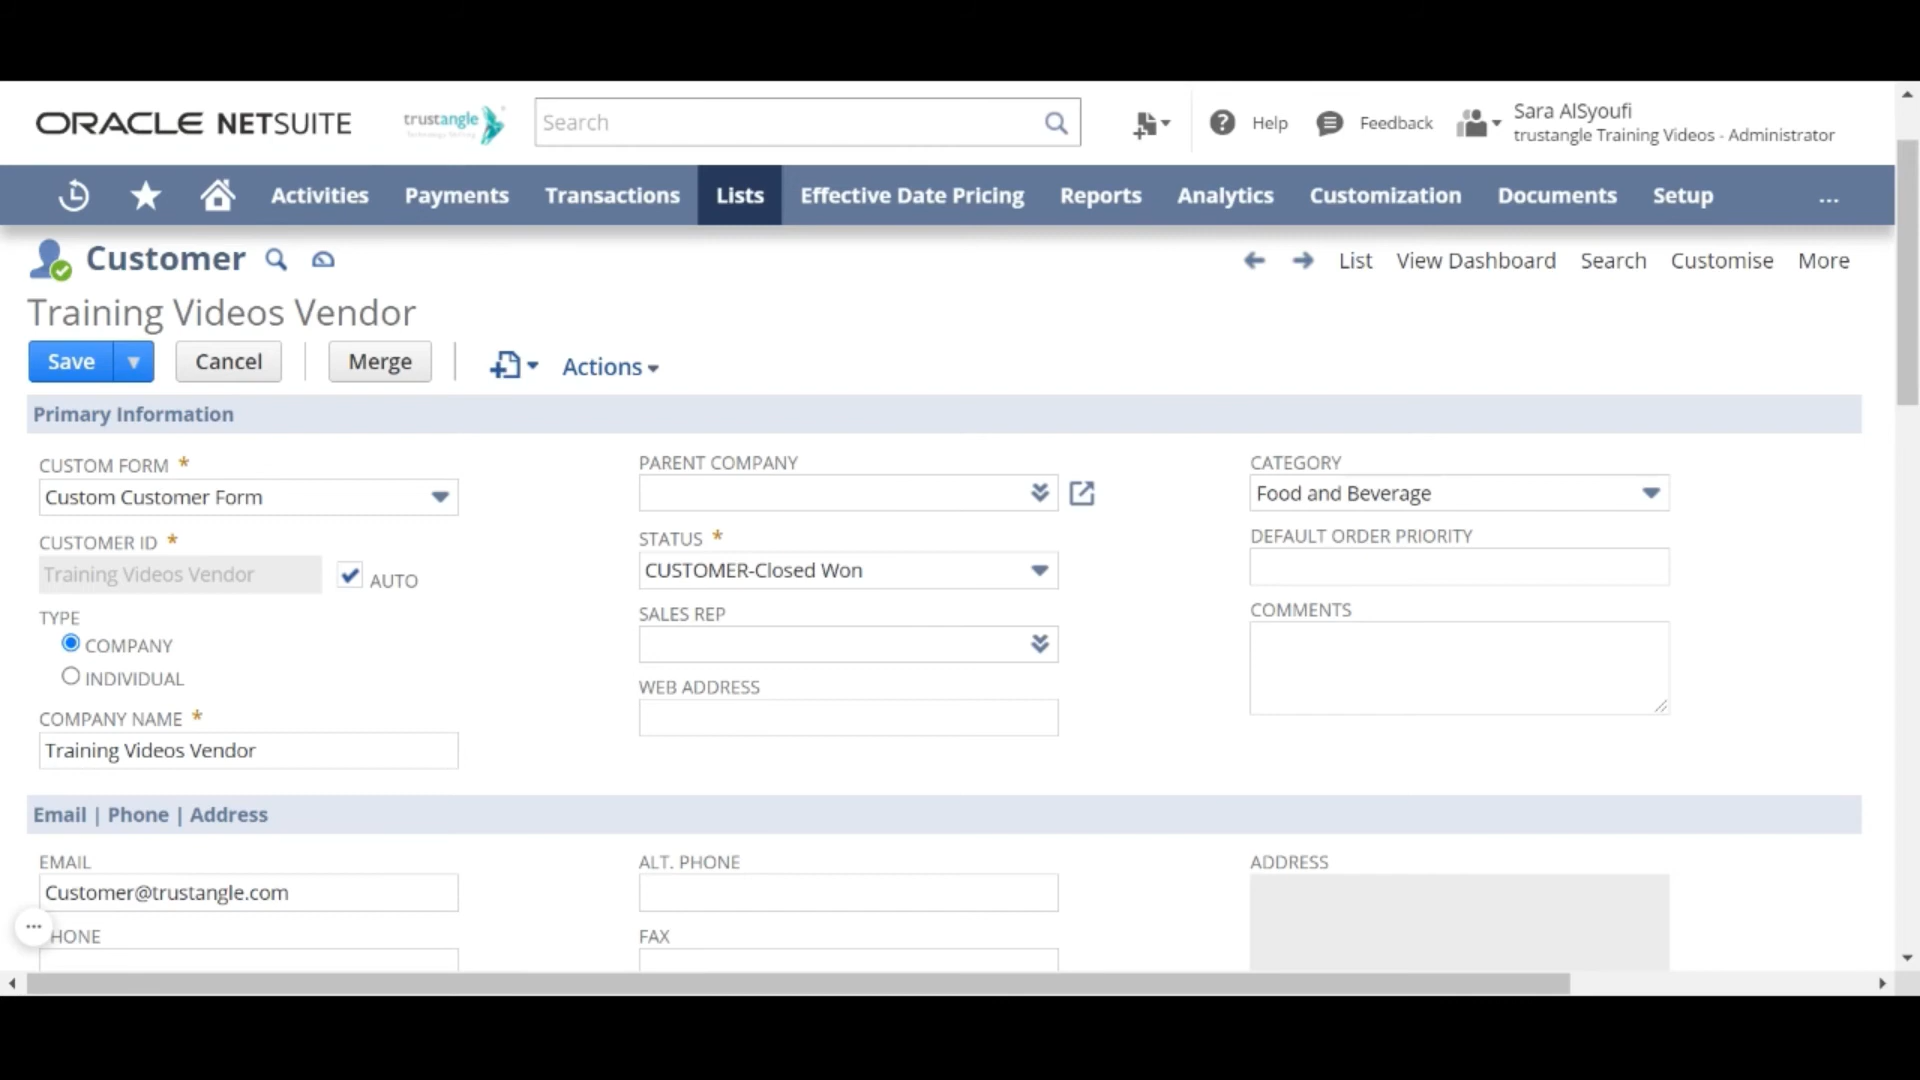 ORACLE NETSUITE
trustangle
Search
Help
Feedback
Sara AlSyoufi
trustangle Training Videos - Administrator
Activities
Payments
Transactions
Lists
Effective Date Pricing
Reports
Analytics
Customization
Documents
Setup
...
Customer
List
View Dashboard
Search
Customise
More
Training Videos Vendor
Save
Cancel
Merge
Actions
Primary Information
CUSTOM FORM *
Custom Customer Form
CUSTOMER ID *
Training Videos Vendor
AUTO
TYPE
COMPANY
INDIVIDUAL
COMPANY NAME *
Training Videos Vendor
PARENT COMPANY
STATUS *
CUSTOMER-Closed Won
SALES REP
WEB ADDRESS
CATEGORY
Food and Beverage
DEFAULT ORDER PRIORITY
COMMENTS
Email | Phone | Address
EMAIL
Customer@trustangle.com
HONE
ALT. PHONE
FAX
ADDRESS